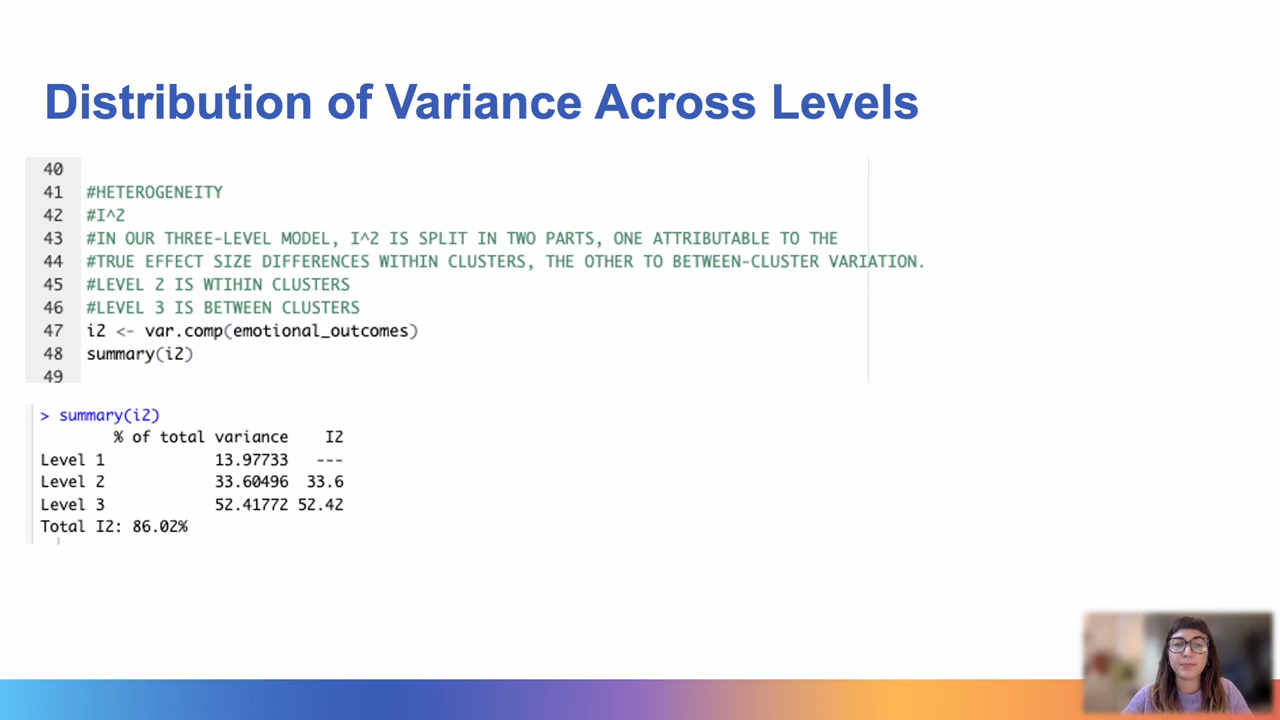 Distribution of Variance Across Levels
40
41 #HETEROGENEITY
42 #I^2
43 #IN OUR THREE-LEVEL MODEL, I^2 IS SPLIT IN TWO PARTS, ONE ATTRIBUTABLE TO THE
44 #TRUE EFFECT SIZE DIFFERENCES WITHIN CLUSTERS, THE OTHER TO BETWEEN-CLUSTER VARIATION.
45 #LEVEL 2 IS WTIHIN CLUSTERS
46 #LEVEL 3 IS BETWEEN CLUSTERS
47 i2 <- var.comp(emotional_outcomes)
48 summary(i2)
49
> summary(i2)
% of total variance I2
Level 1 13.97733 ---
Level 2 33.60496 33.6
Level 3 52.41772 52.42
Total I2: 86.02%